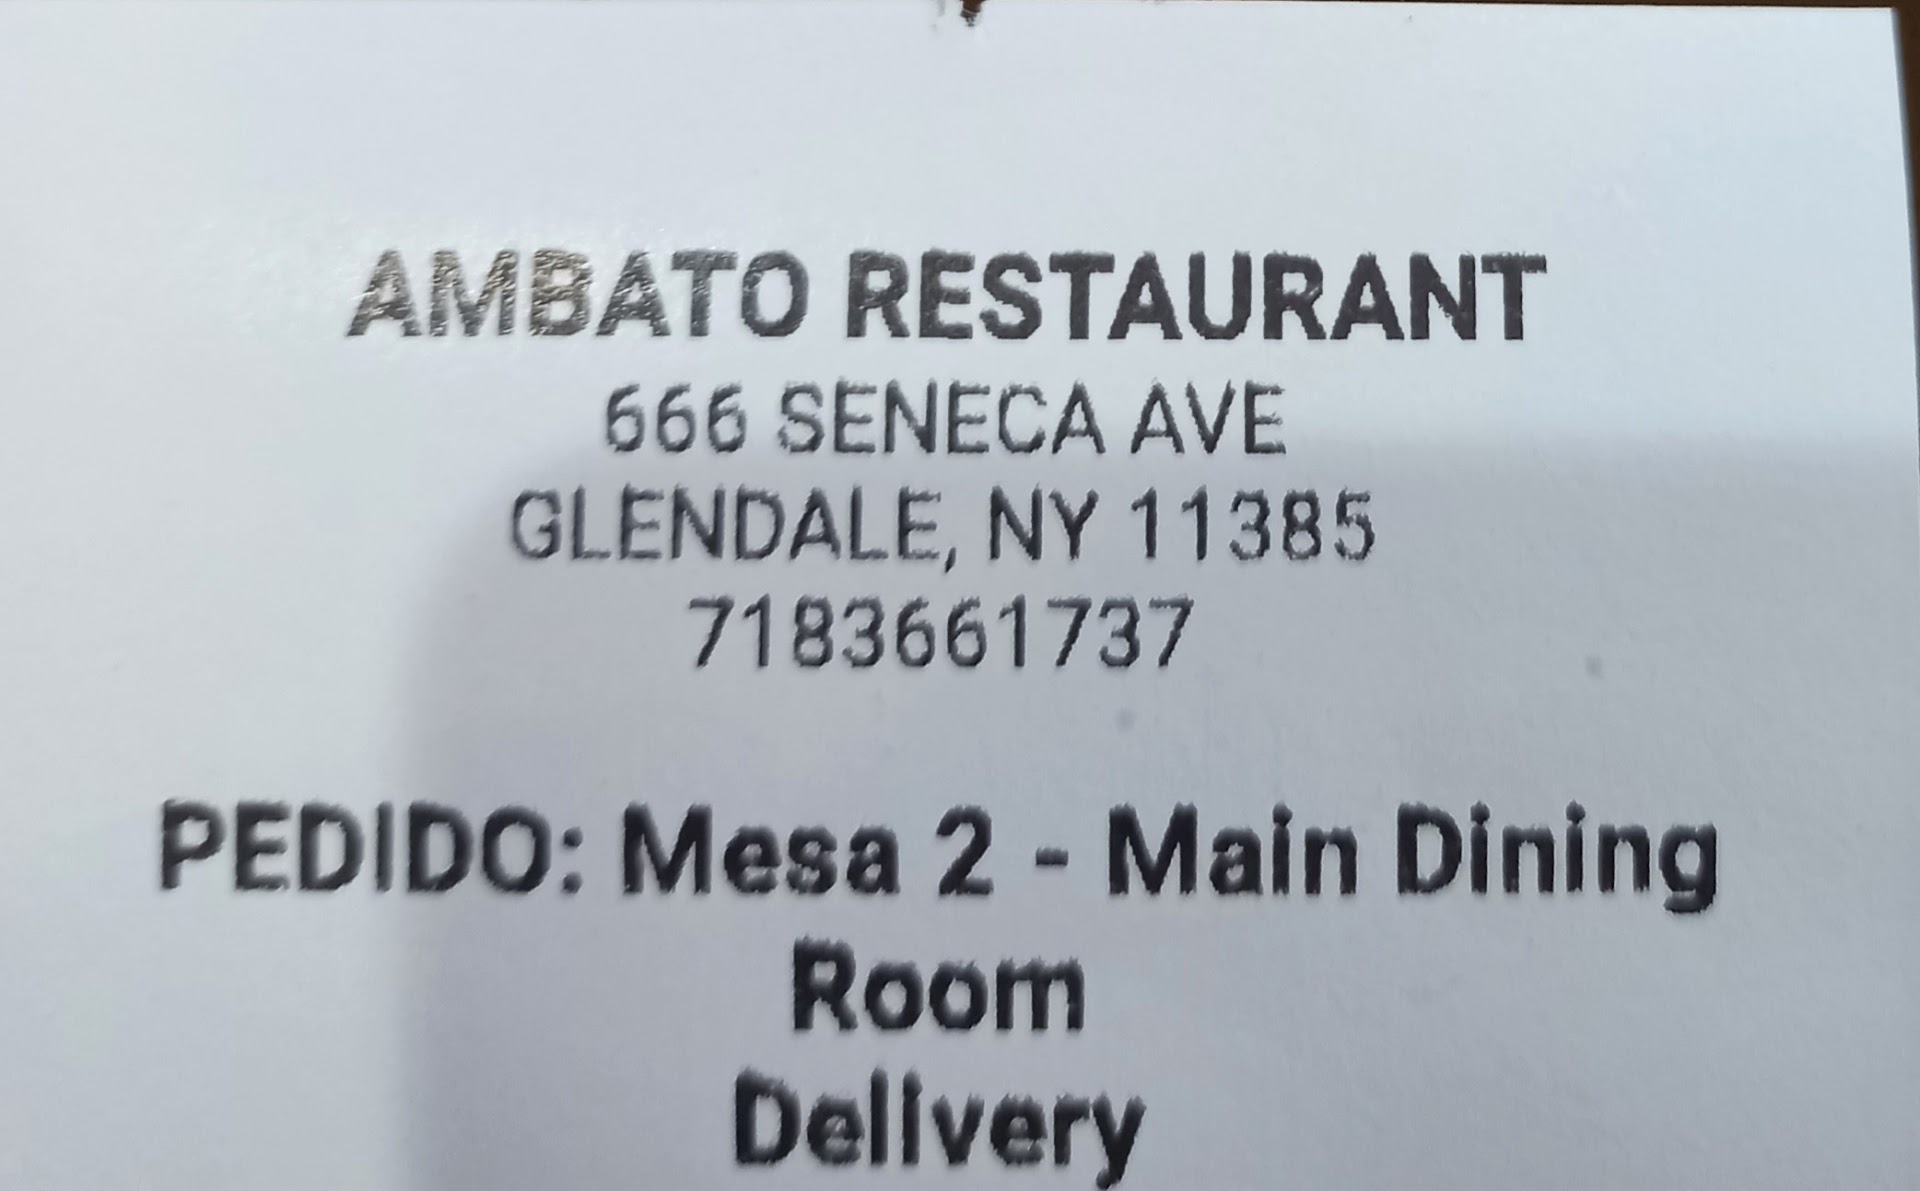 AMBATO RESTAURANT
666 SENECA AVE
GLENDALE, NY 11385
7183661737
PEDIDO: Mesa 2 - Main Dining
Room
Delivery